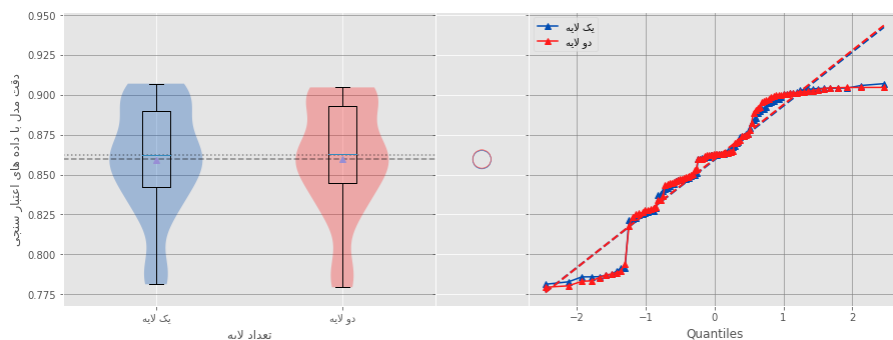 دقت مدل با داده های اعتبار سنجی
0.950
0.925
0.900
0.875
0.850
0.825
0.800
0.775
یک لایه
دو لایه
تعداد لایه
یک لایه
دو لایه
−2
−1
0
1
2
Quantiles